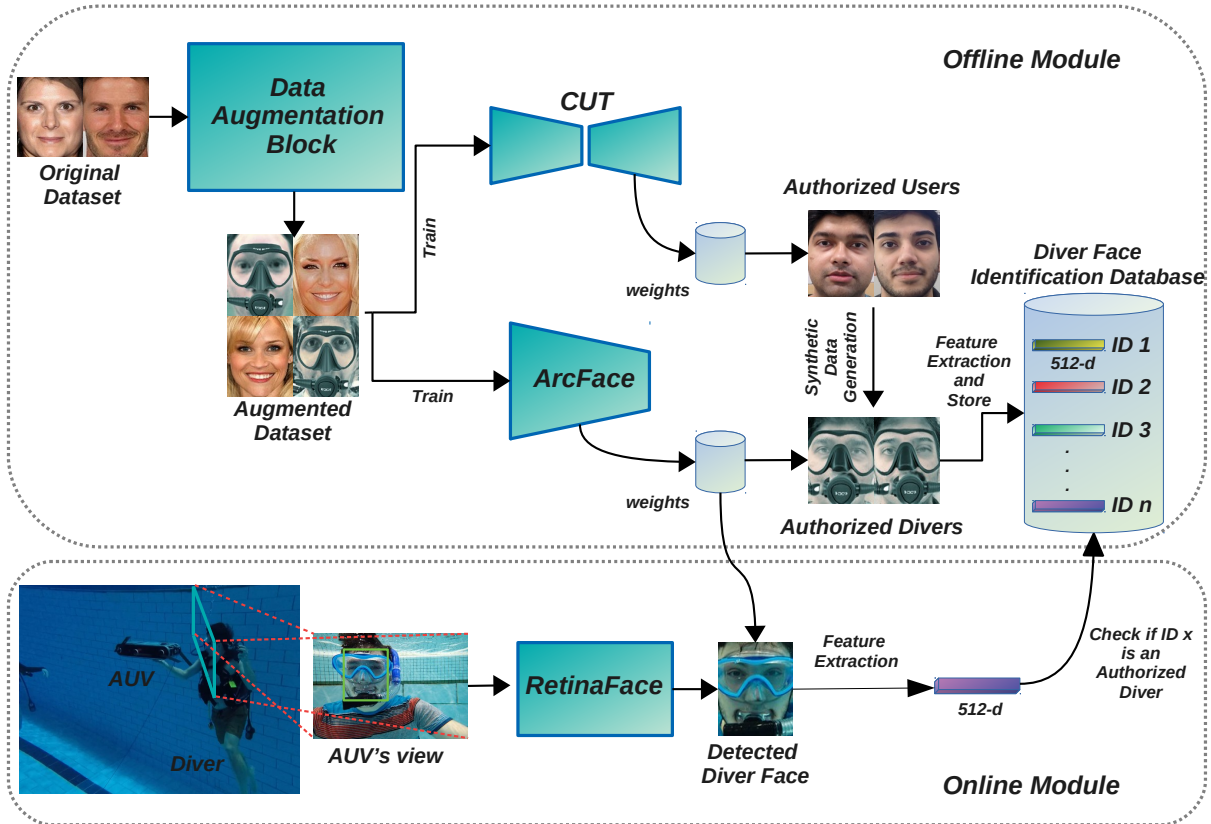 Offline Module
Data
Augmentation
Block
CUT
Original
Dataset
Train
Authorized Users
weights
Diver Face
Identification Database
Synthetic
Data
Generation
Feature
Extraction
and
Store
ID 1
512-d
ID 2
ID 3
.
.
.
ID n
ArcFace
Train
Augmented
Dataset
weights
Authorized Divers
AUV
Diver
AUV's view
RetinaFace
Detected
Diver Face
Feature
Extraction
512-d
Check if ID x
is an
Authorized
Diver
Online Module